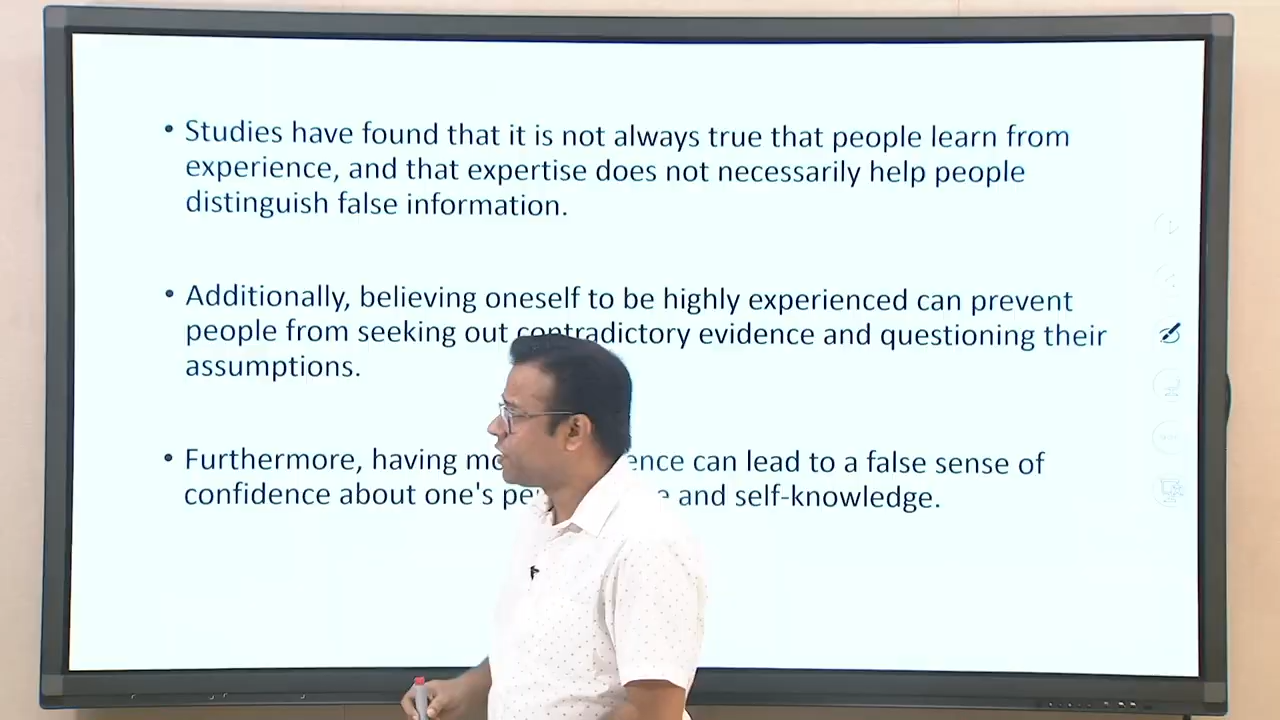 • Studies have found that it is not always true that people learn from
experience, and that expertise does not necessarily help people
distinguish false information.
• Additionally, believing oneself to be highly experienced can prevent
people from seeking out contradictory evidence and questioning their
assumptions.
• Furthermore, having can lead to a false sense of
confidence about one's and self-knowledge.